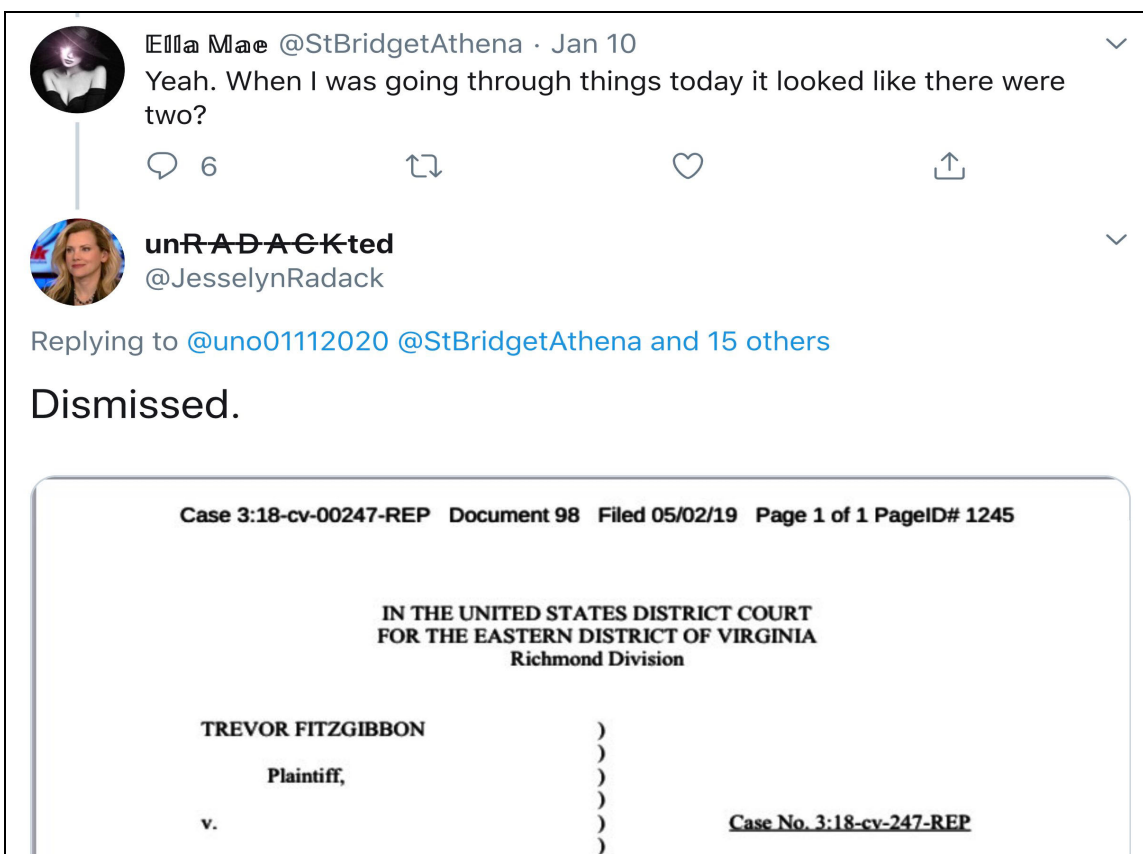 𝔼𝕝𝕝𝕒 𝕄𝕒𝕖 @StBridgetAthena · Jan 10
Yeah. When I was going through things today it looked like there were
two?
6
unR̶A̶D̶A̶C̶K̶ted
@JesselynRadack
Replying to @uno01112020 @StBridgetAthena and 15 others
Dismissed.
Case 3:18-cv-00247-REP Document 98 Filed 05/02/19 Page 1 of 1 PageID# 1245
IN THE UNITED STATES DISTRICT COURT
FOR THE EASTERN DISTRICT OF VIRGINIA
Richmond Division
TREVOR FITZGIBBON )
)
Plaintiff, )
)
v. ) Case No. 3:18-cv-247-REP
)